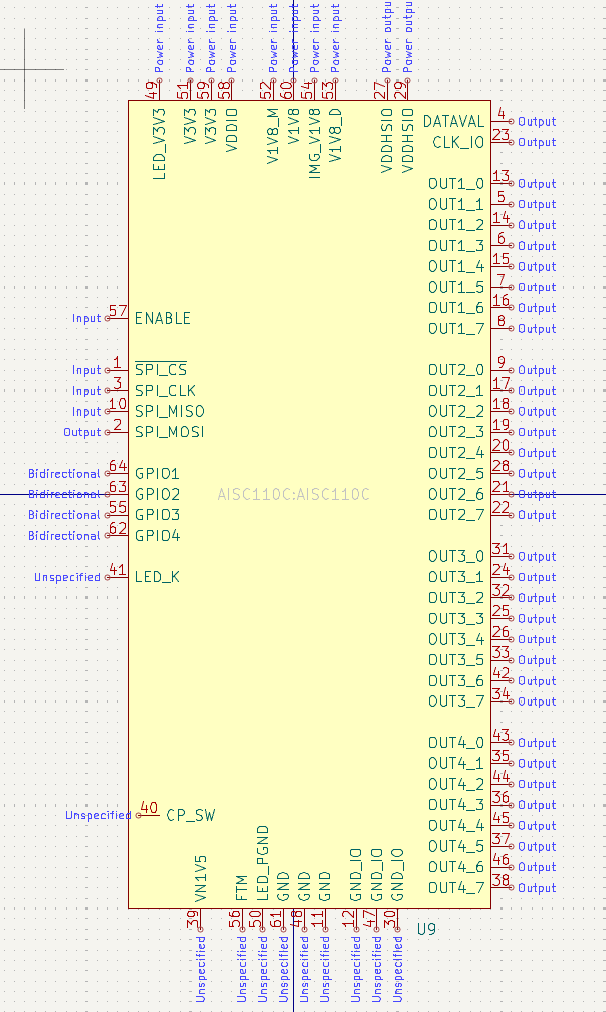 Power input
Power input
Power input
Power input
Power input
Power input
Power input
Power input
Power output
Power output
49
51
59
58
52
60
54
53
27
29
LED_V3V3
V3V3
V3V3
VDDIO
V1V8_M
V1V8
IMG_V1V8
V1V8_D
VDDHSIO
VDDHSIO
DATAVAL 4 Output
CLK_IO 23 Output
OUT1_0 13 Output
OUT1_1 5 Output
OUT1_2 14 Output
OUT1_3 6 Output
OUT1_4 15 Output
OUT1_5 7 Output
OUT1_6 16 Output
Input 57 ENABLE
OUT1_7 8 Output
Input 1 SPI_CS OUT2_0 9 Output
Input 3 SPI_CLK OUT2_1 17 Output
Input 10 SPI_MISO OUT2_2 18 Output
Output 2 SPI_MOSI OUT2_3 19 Output
OUT2_4 20 Output
Bidirectional 64 GPIO1 OUT2_5 28 Output
Bidirectional 63 GPIO2 AISC110C:AISC110C OUT2_6 21 Output
Bidirectional 55 GPIO3 OUT2_7 22 Output
Bidirectional 62 GPIO4
OUT3_0 31 Output
Unspecified 41 LED_K OUT3_1 24 Output
OUT3_2 32 Output
OUT3_3 25 Output
OUT3_4 26 Output
OUT3_5 33 Output
OUT3_6 42 Output
OUT3_7 34 Output
OUT4_0 43 Output
OUT4_1 35 Output
OUT4_2 44 Output
OUT4_3 36 Output
Unspecified 40 CP_SW
OUT4_4 45 Output
OUT4_5 37 Output
OUT4_6 46 Output
OUT4_7 38 Output
VN1V5
FTM
LED_PGND
GND
GND
GND
GND_IO
GND_IO
GND_IO
39
56
50
61
48
11
12
47
30
U9
Unspecified
Unspecified
Unspecified
Unspecified
Unspecified
Unspecified
Unspecified
Unspecified
Unspecified